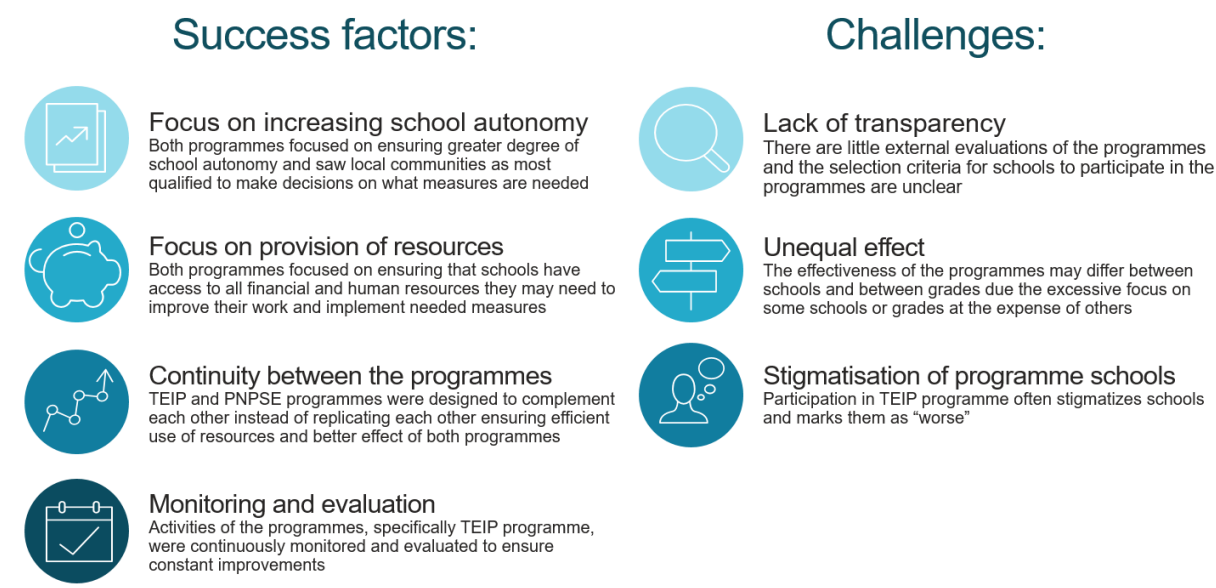 Success factors:
Focus on increasing school autonomy
Both programmes focused on ensuring greater degree of
school autonomy and saw local communities as most
qualified to make decisions on what measures are needed
Focus on provision of resources
Both programmes focused on ensuring that schools have
access to all financial and human resources they may need to
improve their work and implement needed measures
Continuity between the programmes
TEIP and PNPSE programmes were designed to complement
each other instead of replicating each other ensuring efficient
use of resources and better effect of both programmes
Monitoring and evaluation
Activities of the programmes, specifically TEIP programme,
were continuously monitored and evaluated to ensure
constant improvements
Challenges:
Lack of transparency
There are little external evaluations of the programmes
and the selection criteria for schools to participate in the
programmes are unclear
Unequal effect
The effectiveness of the programmes may differ between
schools and between grades due the excessive focus on
some schools or grades at the expense of others
Stigmatisation of programme schools
Participation in TEIP programme often stigmatizes schools
and marks them as “worse”